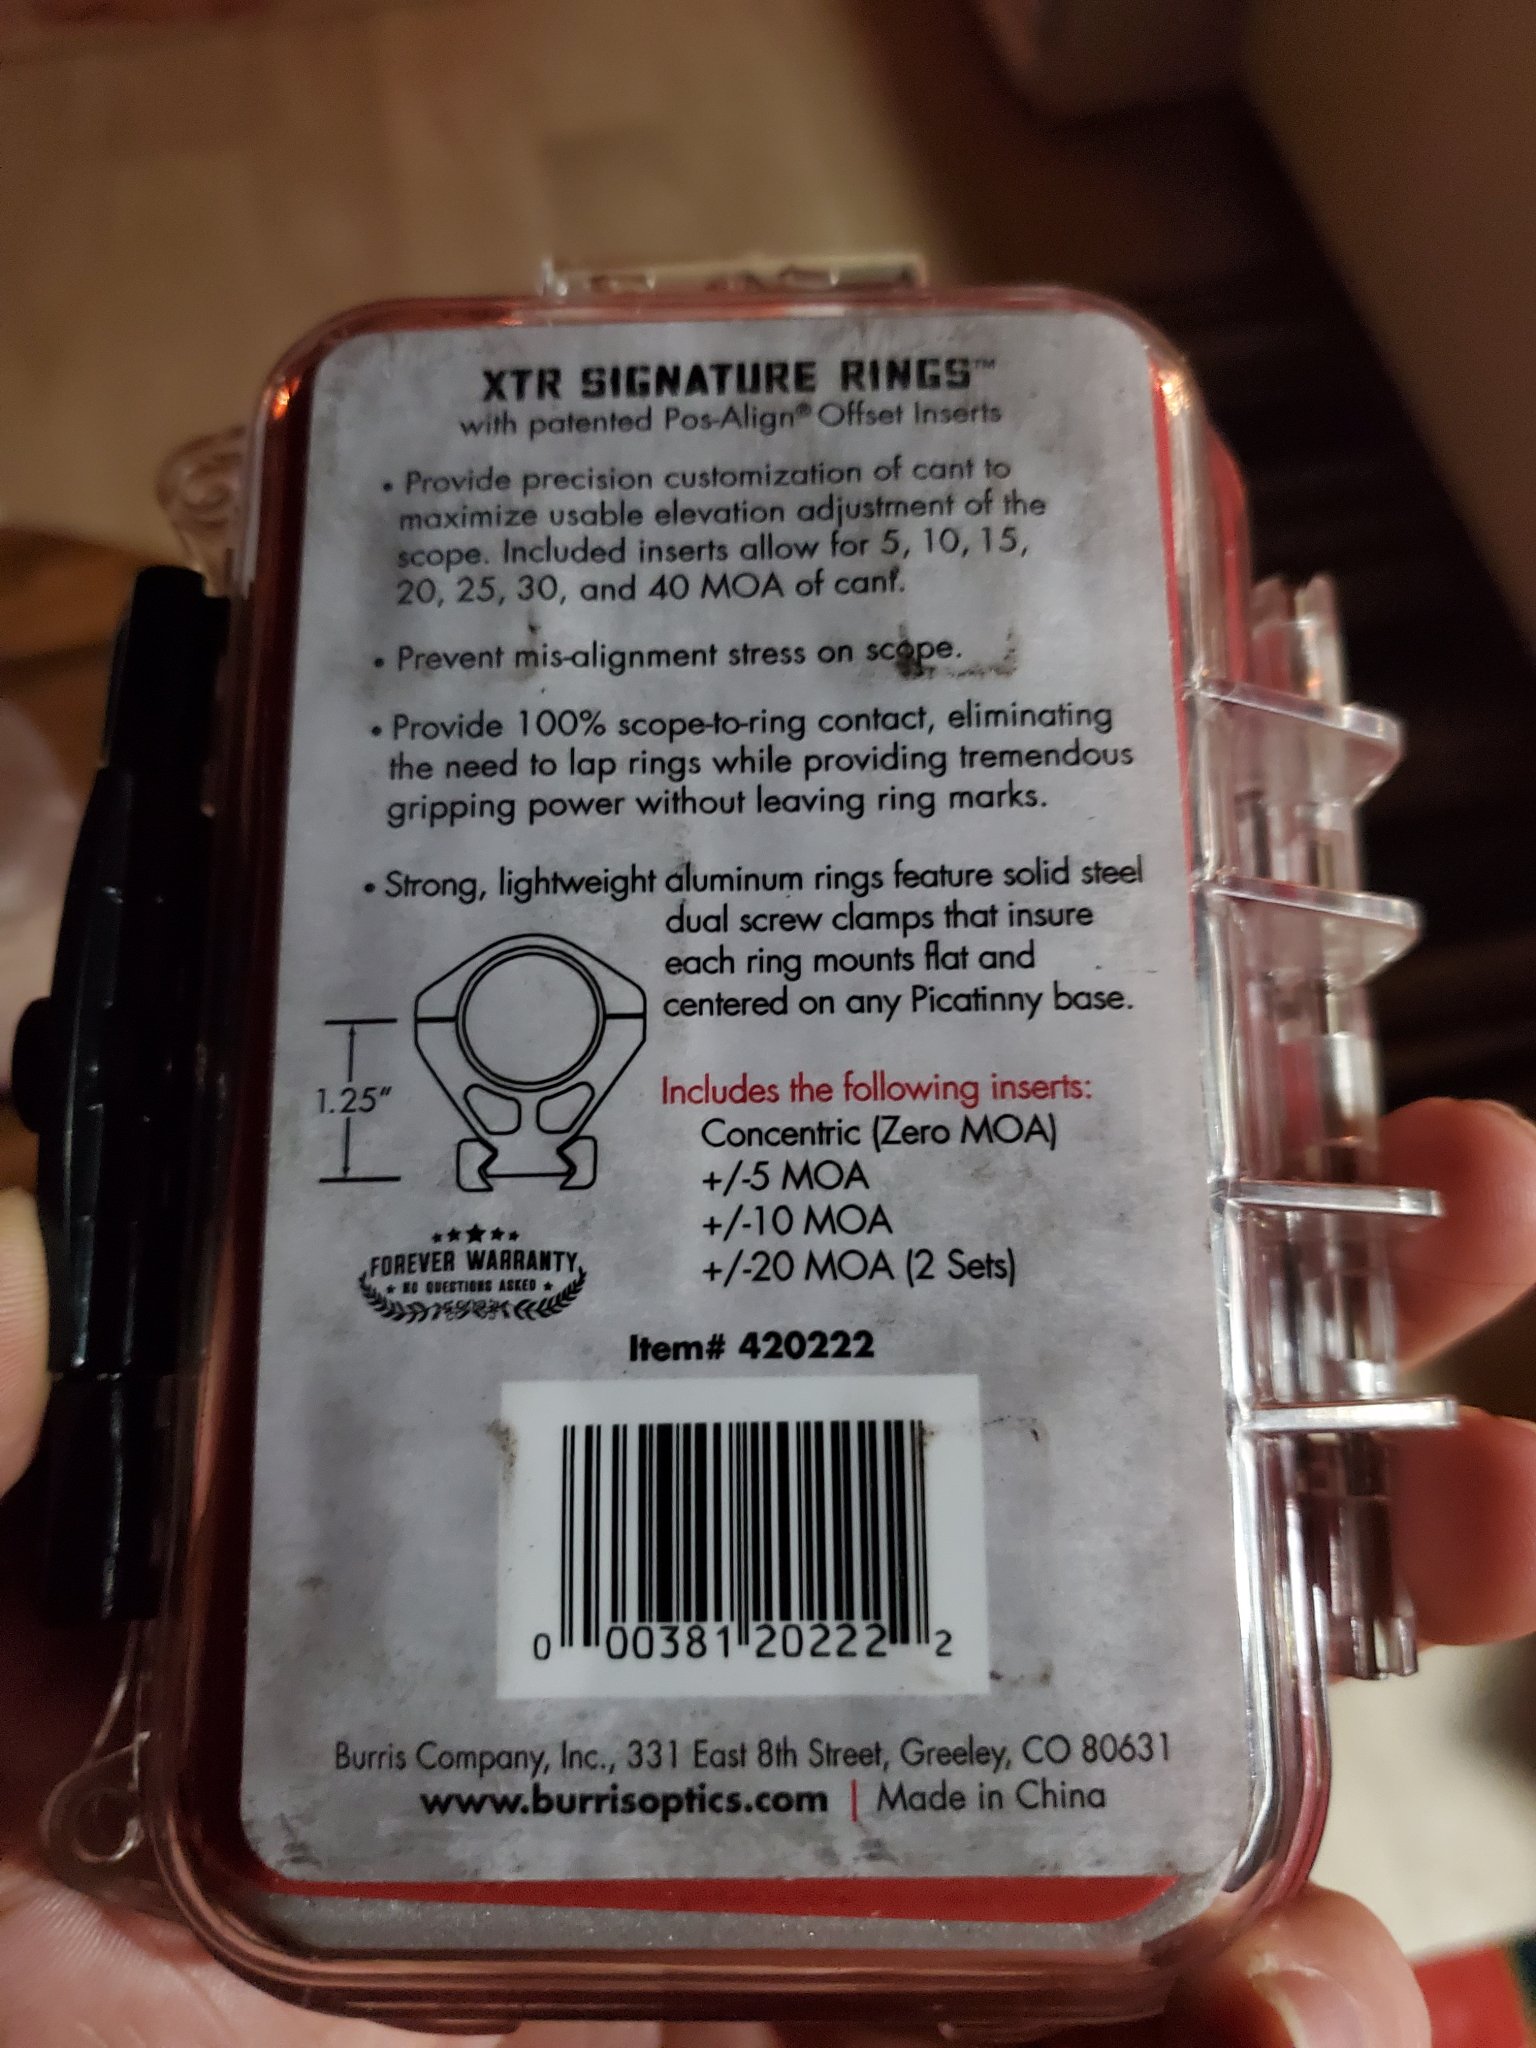 XTR SIGNATURE RINGS™
with patented Pos-Align® Offset Inserts
• Provide precision customization of cant to
maximize usable elevation adjustment of the
scope. Included inserts allow for 5, 10, 15,
20, 25, 30, and 40 MOA of cant.
• Prevent mis-alignment stress on scope.
• Provide 100% scope-to-ring contact, eliminating
the need to lap rings while providing tremendous
gripping power without leaving ring marks.
• Strong, lightweight aluminum rings feature solid steel
dual screw clamps that insure
each ring mounts flat and
centered on any Picatinny base.
1.25"
Includes the following inserts:
Concentric (Zero MOA)
+/-5 MOA
+/-10 MOA
+/-20 MOA (2 Sets)
FOREVER WARRANTY
NO QUESTIONS ASKED
Item# 420222
0 00381 20222 2
Burris Company, Inc., 331 East 8th Street, Greeley, CO 80631
www.burrisoptics.com | Made in China